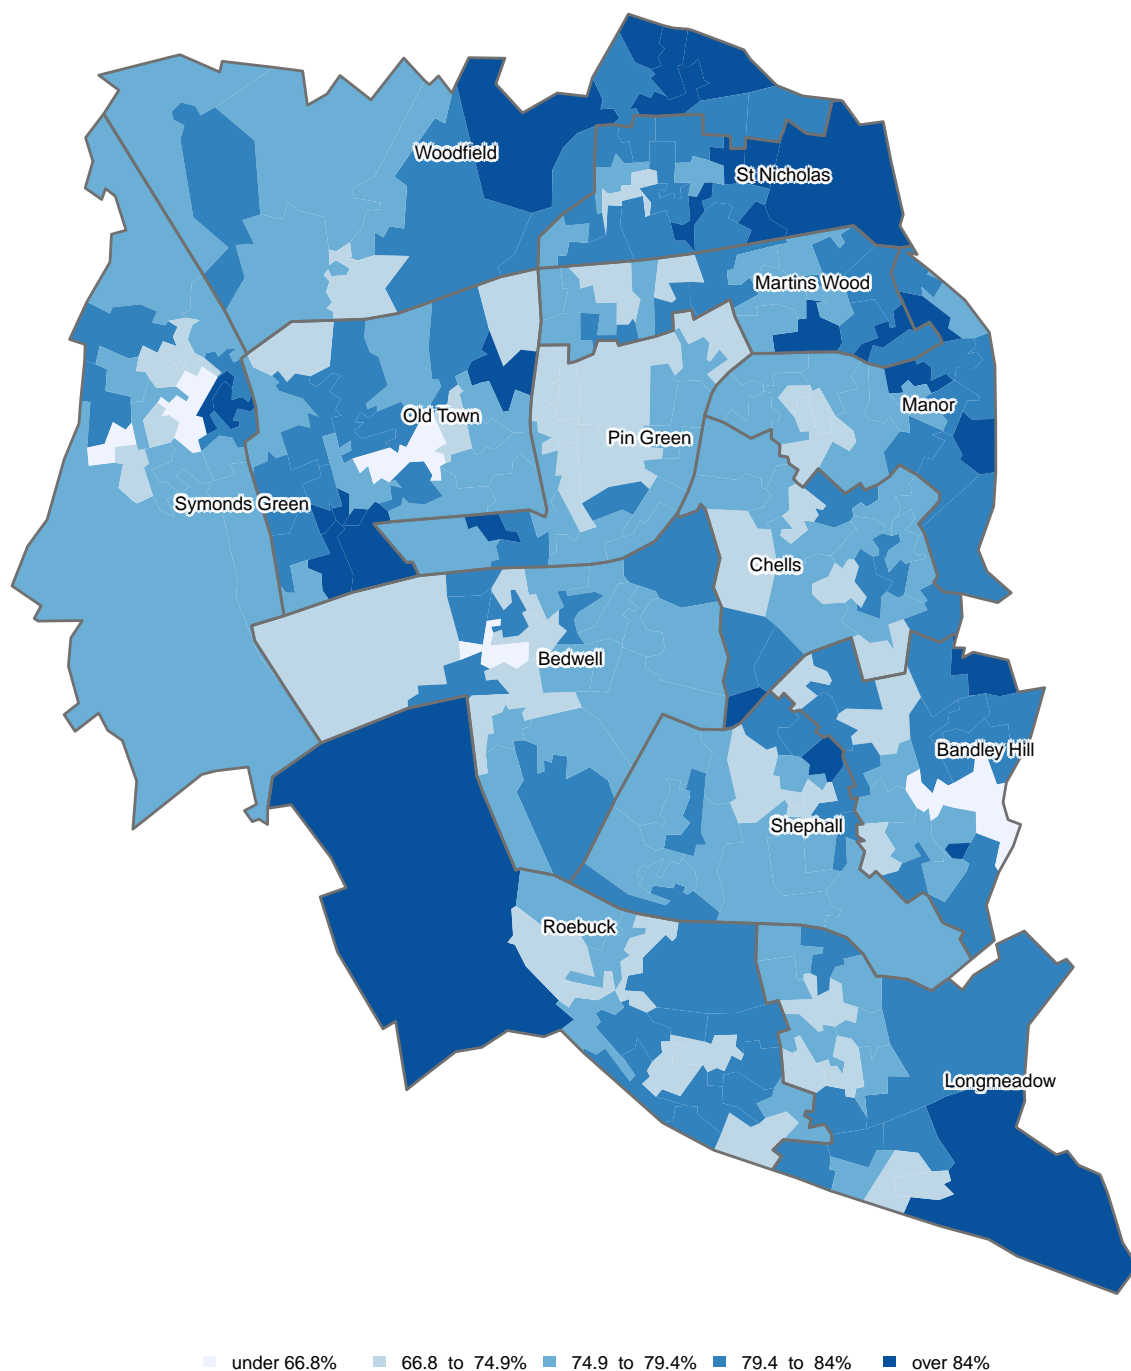 Woodfield
St Nicholas
Martins Wood
Manor
Old Town
Pin Green
Symonds Green
Chells
Bedwell
Bandley Hill
Shephall
Roebuck
Longmeadow
under 66.8% 66.8 to 74.9% 74.9 to 79.4% 79.4 to 84% over 84%